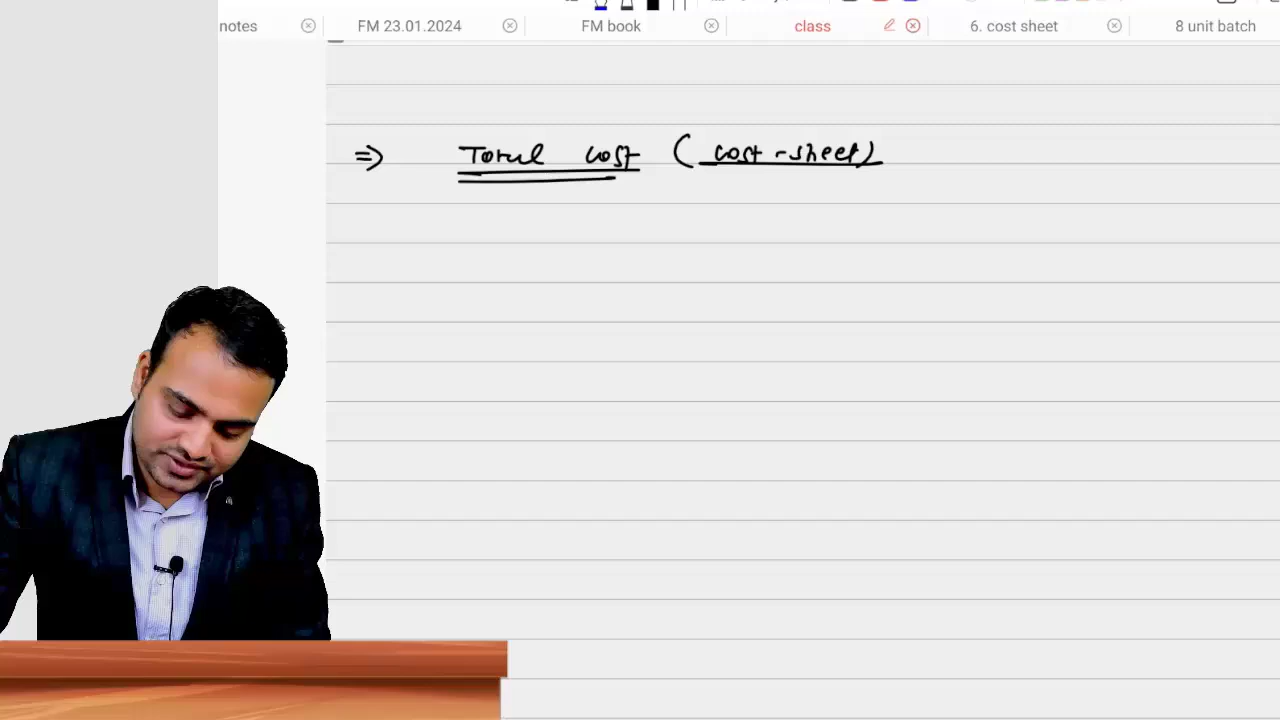 notes FM 23.01.2024 FM book class 6. cost sheet 8 unit batch
⇒ Total cost (cost-sheet)